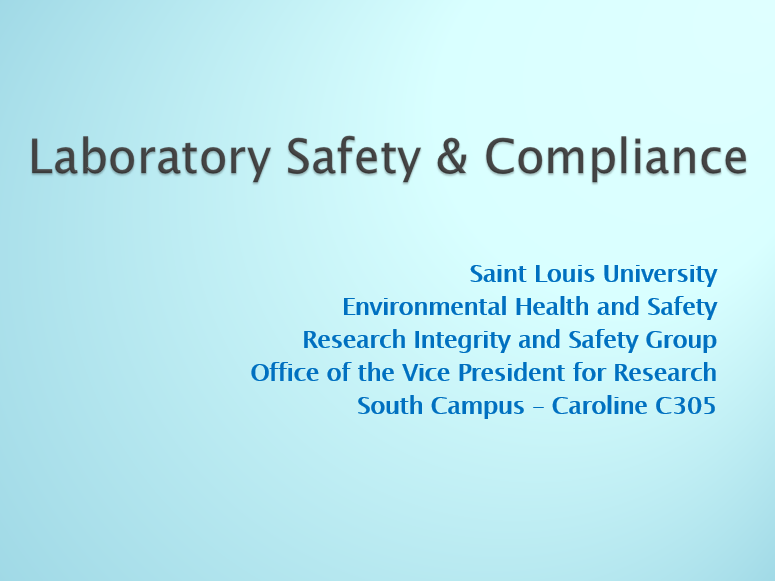 Laboratory Safety & Compliance
Saint Louis University
Environmental Health and Safety
Research Integrity and Safety Group
Office of the Vice President for Research
South Campus – Caroline C305